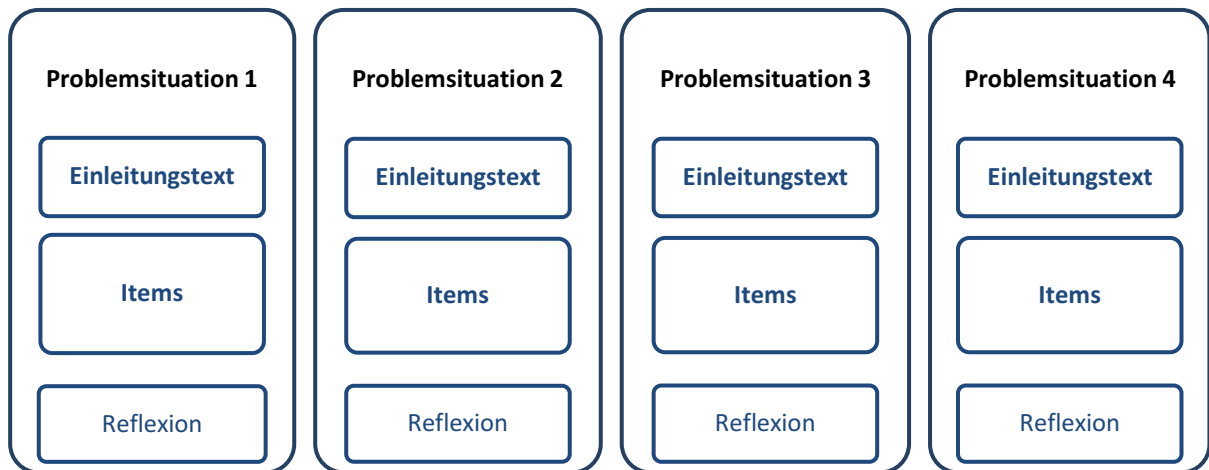 Problemsituation 1
Einleitungstext
Items
Reflexion
Problemsituation 2
Einleitungstext
Items
Reflexion
Problemsituation 3
Einleitungstext
Items
Reflexion
Problemsituation 4
Einleitungstext
Items
Reflexion